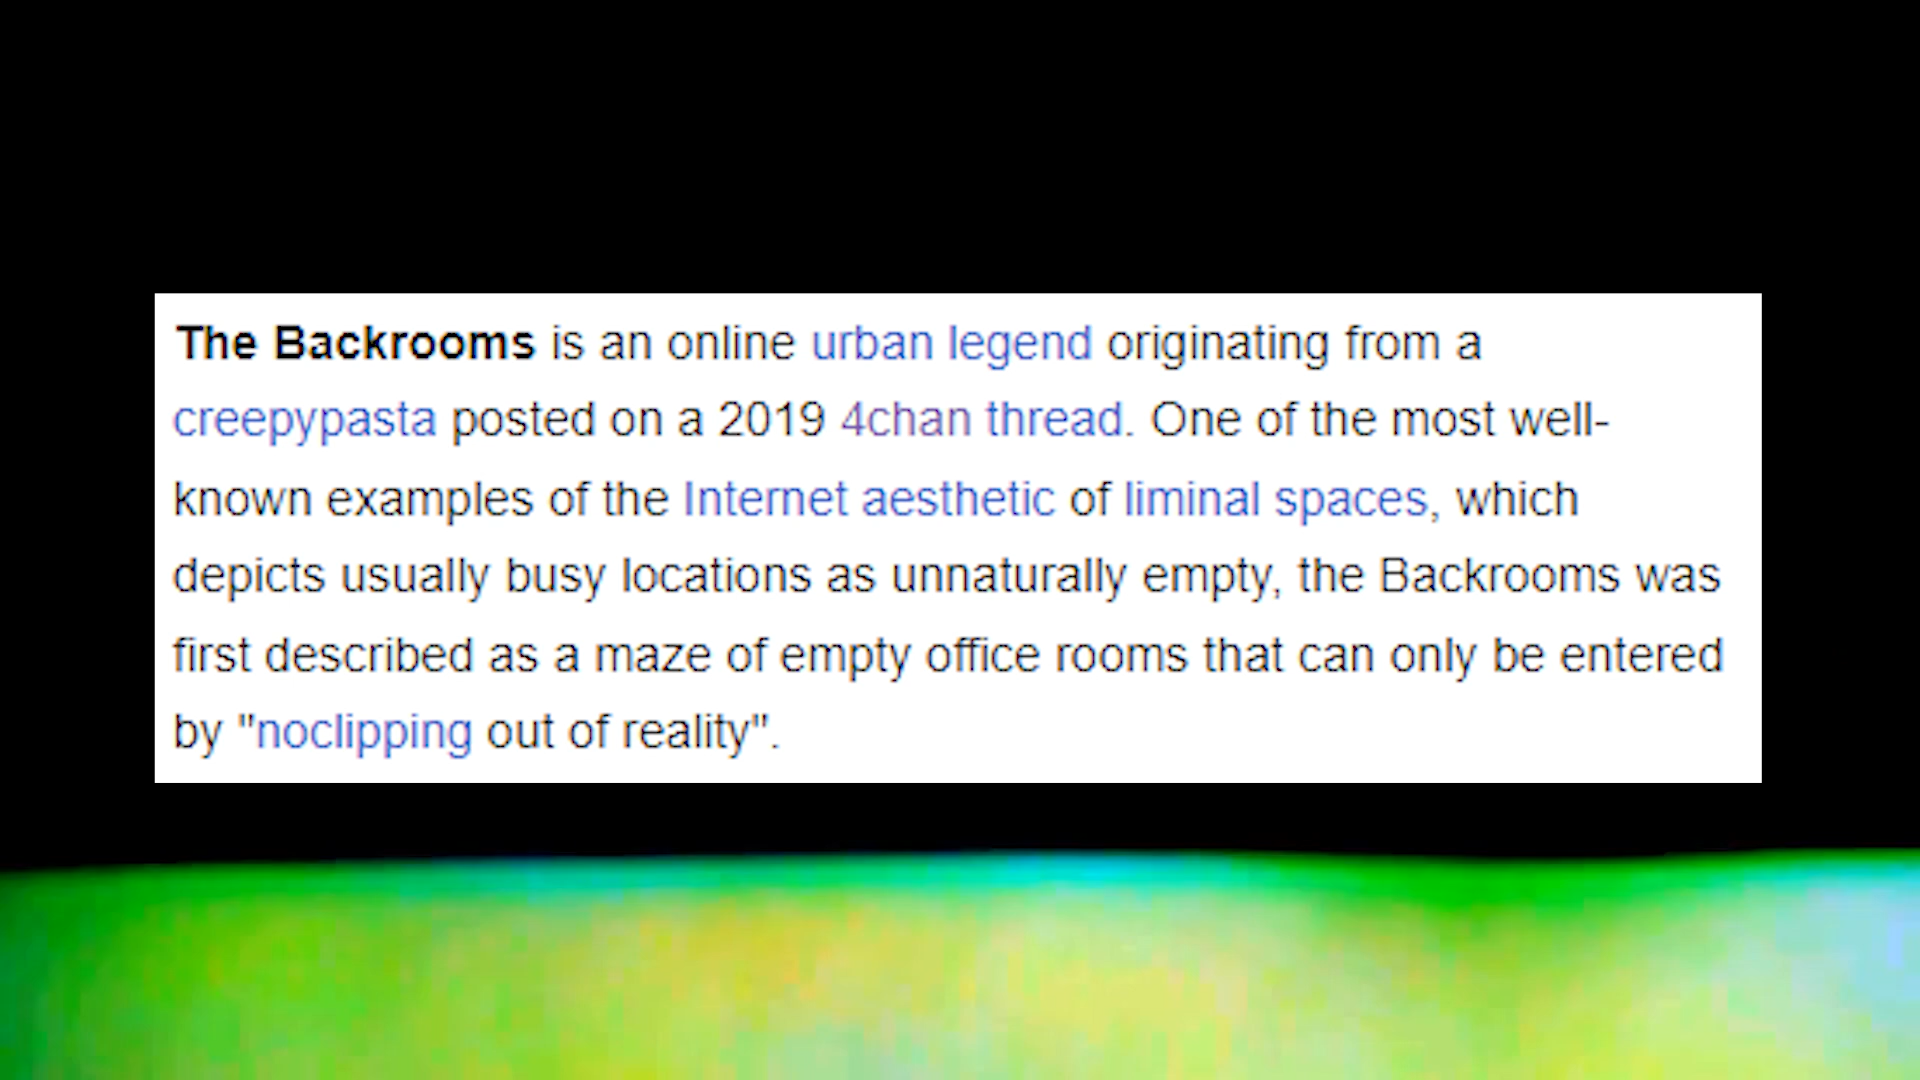 The Backrooms is an online urban legend originating from a
creepypasta posted on a 2019 4chan thread. One of the most well-
known examples of the Internet aesthetic of liminal spaces, which
depicts usually busy locations as unnaturally empty, the Backrooms was
first described as a maze of empty office rooms that can only be entered
by "noclipping out of reality".